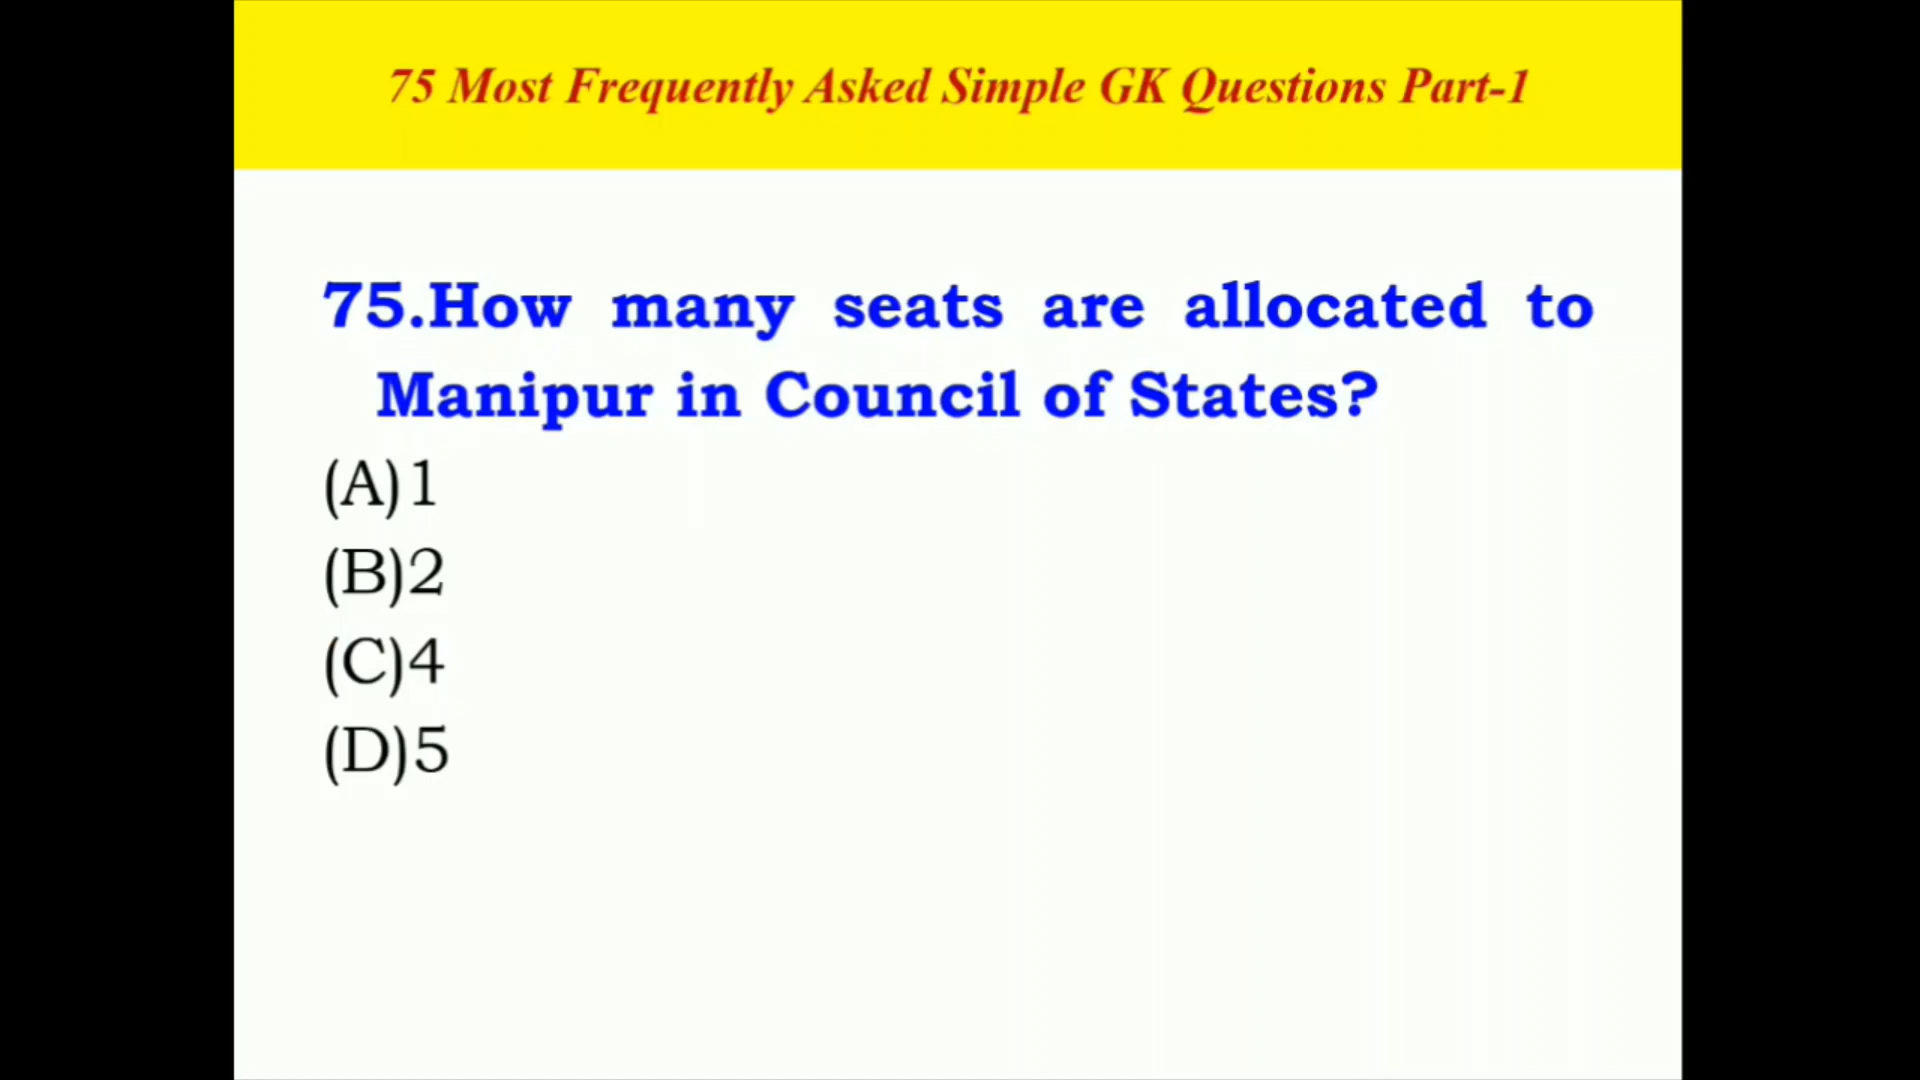 75 Most Frequently Asked Simple GK Questions Part-1
75.How many seats are allocated to
Manipur in Council of States?
(A)1
(B)2
(C)4
(D)5